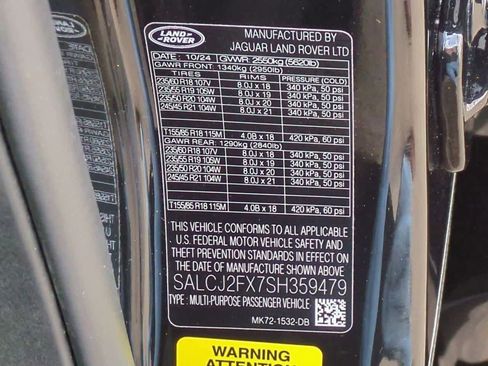 LAND
ROVER
MANUFACTURED BY
JAGUAR LAND ROVER LTD
DATE: 10/24 GVWR: 2550kg (5620lb)
GAWR FRONT: 1340kg (2950lb)
TIRES RIMS PRESSURE (COLD)
235/60 R18 107V 8.0J x 18 340 kPa, 50 psi
235/55 R19 105W 8.0J x 19 340 kPa, 50 psi
235/50 R20 104W 8.0J x 20 340 kPa, 50 psi
245/45 R21 104W 8.0J x 21 340 kPa, 50 psi
T155/85 R18 115M 4.0B x 18 420 kPa, 60 psi
GAWR REAR: 1290kg (2840lb)
235/60 R18 107V 8.0J x 18 340 kPa, 50 psi
235/55 R19 105W 8.0J x 19 340 kPa, 50 psi
235/50 R20 104W 8.0J x 20 340 kPa, 50 psi
245/45 R21 104W 8.0J x 21 340 kPa, 50 psi
T155/85 R18 115M 4.0B x 18 420 kPa, 60 psi
THIS VEHICLE CONFORMS TO ALL APPLICABLE
U.S. FEDERAL MOTOR VEHICLE SAFETY AND
THEFT PREVENTION STANDARDS IN EFFECT ON
THE DATE OF MANUFACTURE SHOWN ABOVE.
SALCJ2FX7SH359479
TYPE: MULTI-PURPOSE PASSENGER VEHICLE
MK72-1532-DB
WARNING
ATTENTION